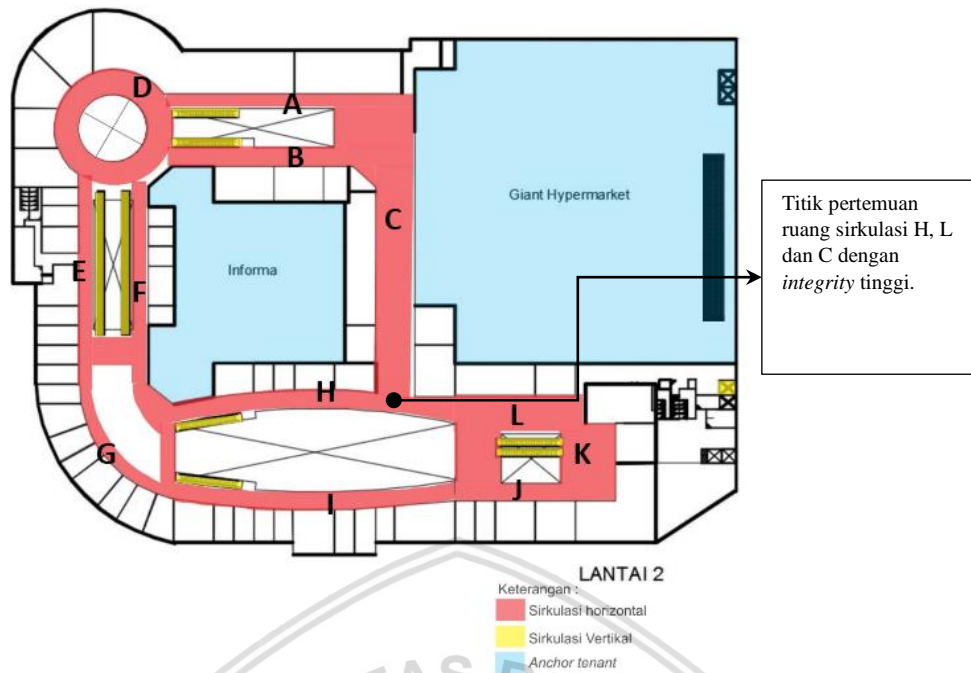 D
A
B
C
Giant Hypermarket
Informa
E
F
H
L
K
G
J
I
Titik pertemuan
ruang sirkulasi H, L
dan C dengan
integrity tinggi.
LANTAI 2
Keterangan :
Sirkulasi horizontal
Sirkulasi Vertikal
Anchor tenant